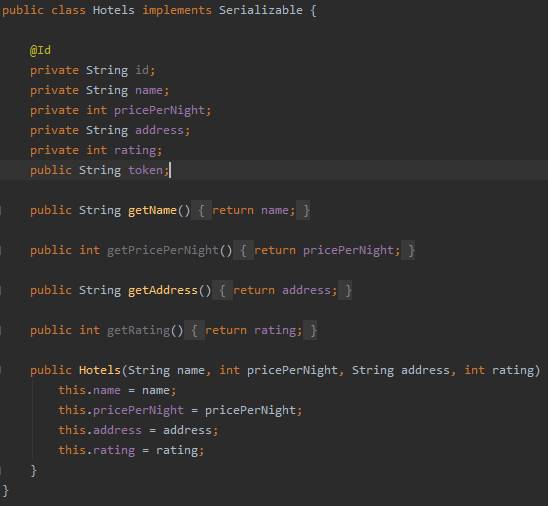 public class Hotels implements Serializable {
@Id
private String id;
private String name;
private int pricePerNight;
private String address;
private int rating;
public String token;
public String getName() { return name; }
public int getPricePerNight() { return pricePerNight; }
public String getAddress() { return address; }
public int getRating() { return rating; }
public Hotels(String name, int pricePerNight, String address, int rating)
this.name = name;
this.pricePerNight = pricePerNight;
this.address = address;
this.rating = rating;
}
}